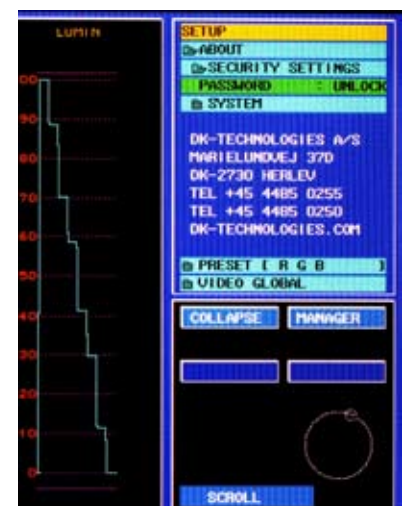 LUMIN
00
90
80
70
60
50
40
30
20
10
0
SETUP
ABOUT
SECURITY SETTINGS
PASSWORD : UNLOCK
SYSTEM
DK-TECHNOLOGIES A/S
MARIELUNDVEJ 37D
DK-2730 HERLEV
TEL +45 4485 0255
TEL +45 4485 0250
DK-TECHNOLOGIES.COM
PRESET [ R G B ]
VIDEO GLOBAL
COLLAPSE MANAGER
SCROLL